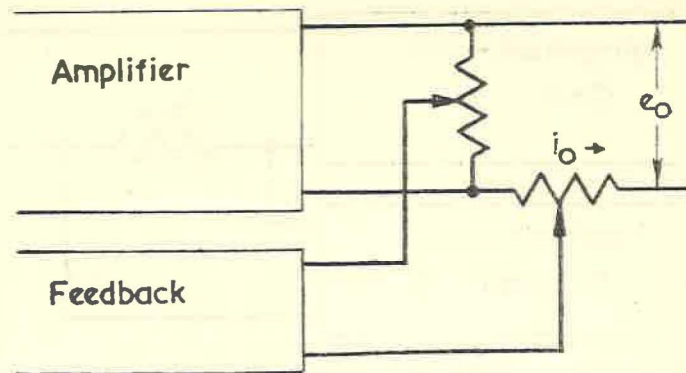 Amplifier
e₀
i₀ →
Feedback